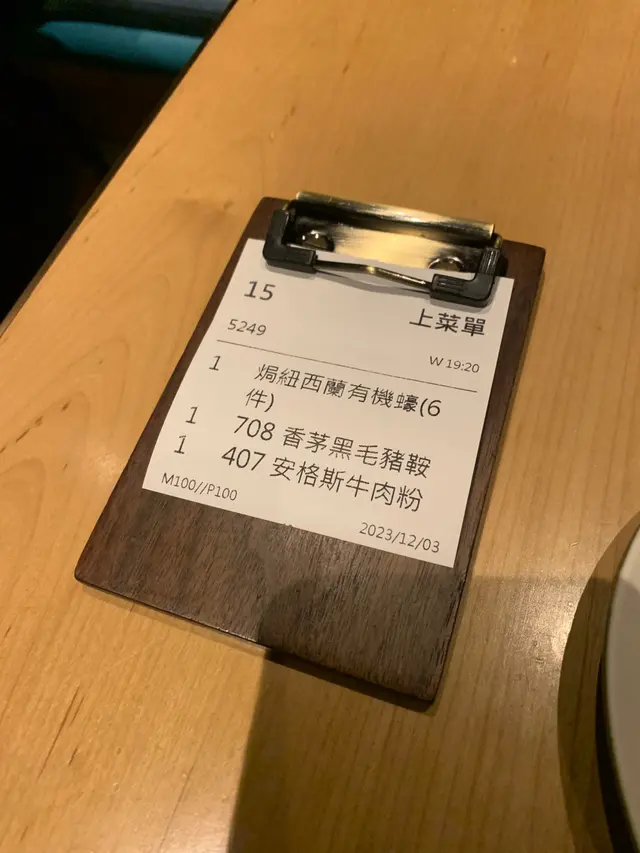 15
上菜單
5249
W 19:20
1 焗紐西蘭有機蠔(6
件)
1 708 香茅黑毛豬鞍
1 407 安格斯牛肉粉
M100//P100
2023/12/03